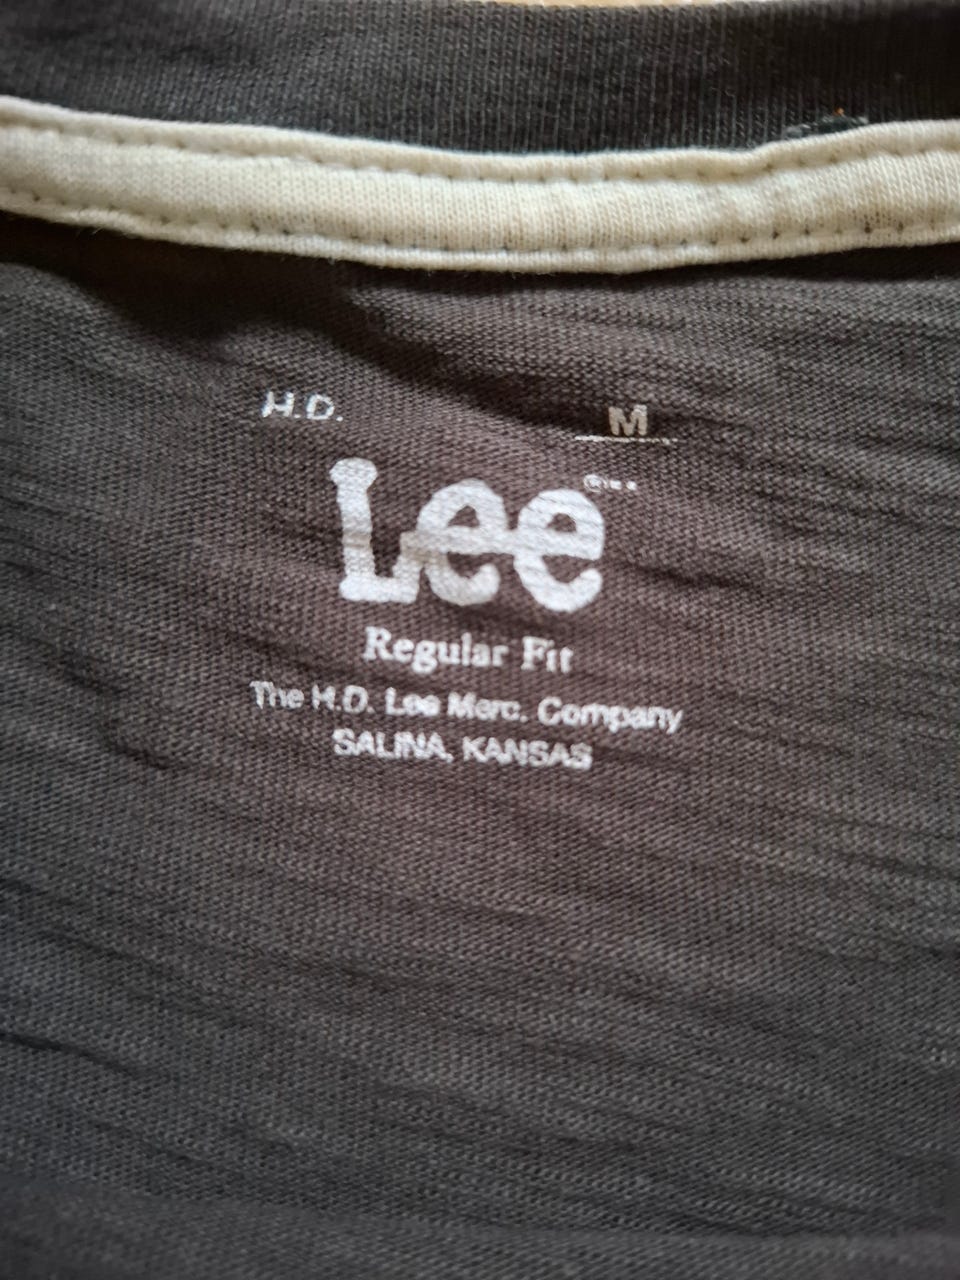 H.D.
M
Lee
Regular Fit
The H.D. Lee Merc. Company
SALINA, KANSAS